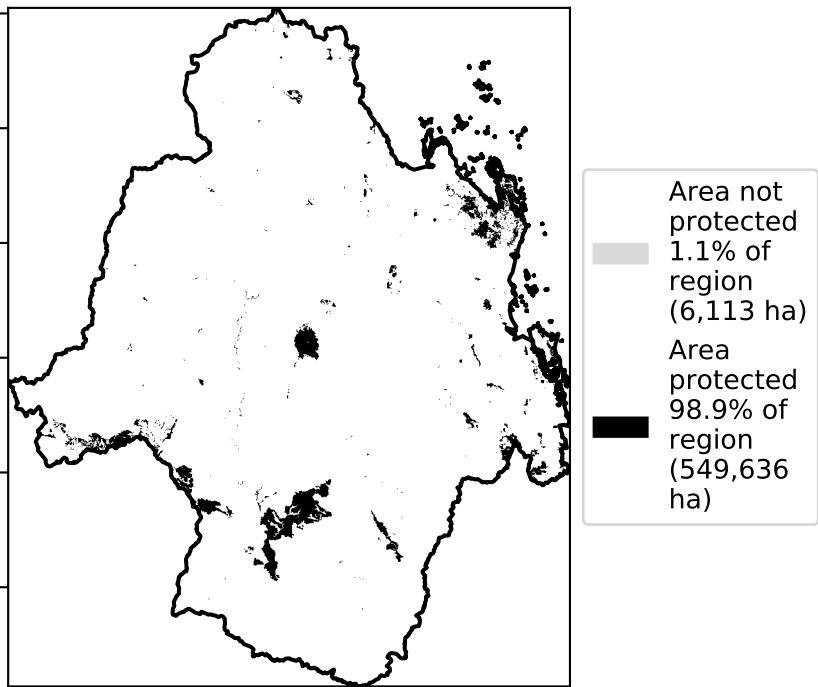 Area not
protected
1.1% of
region
(6,113 ha)
Area
protected
98.9% of
region
(549,636
ha)